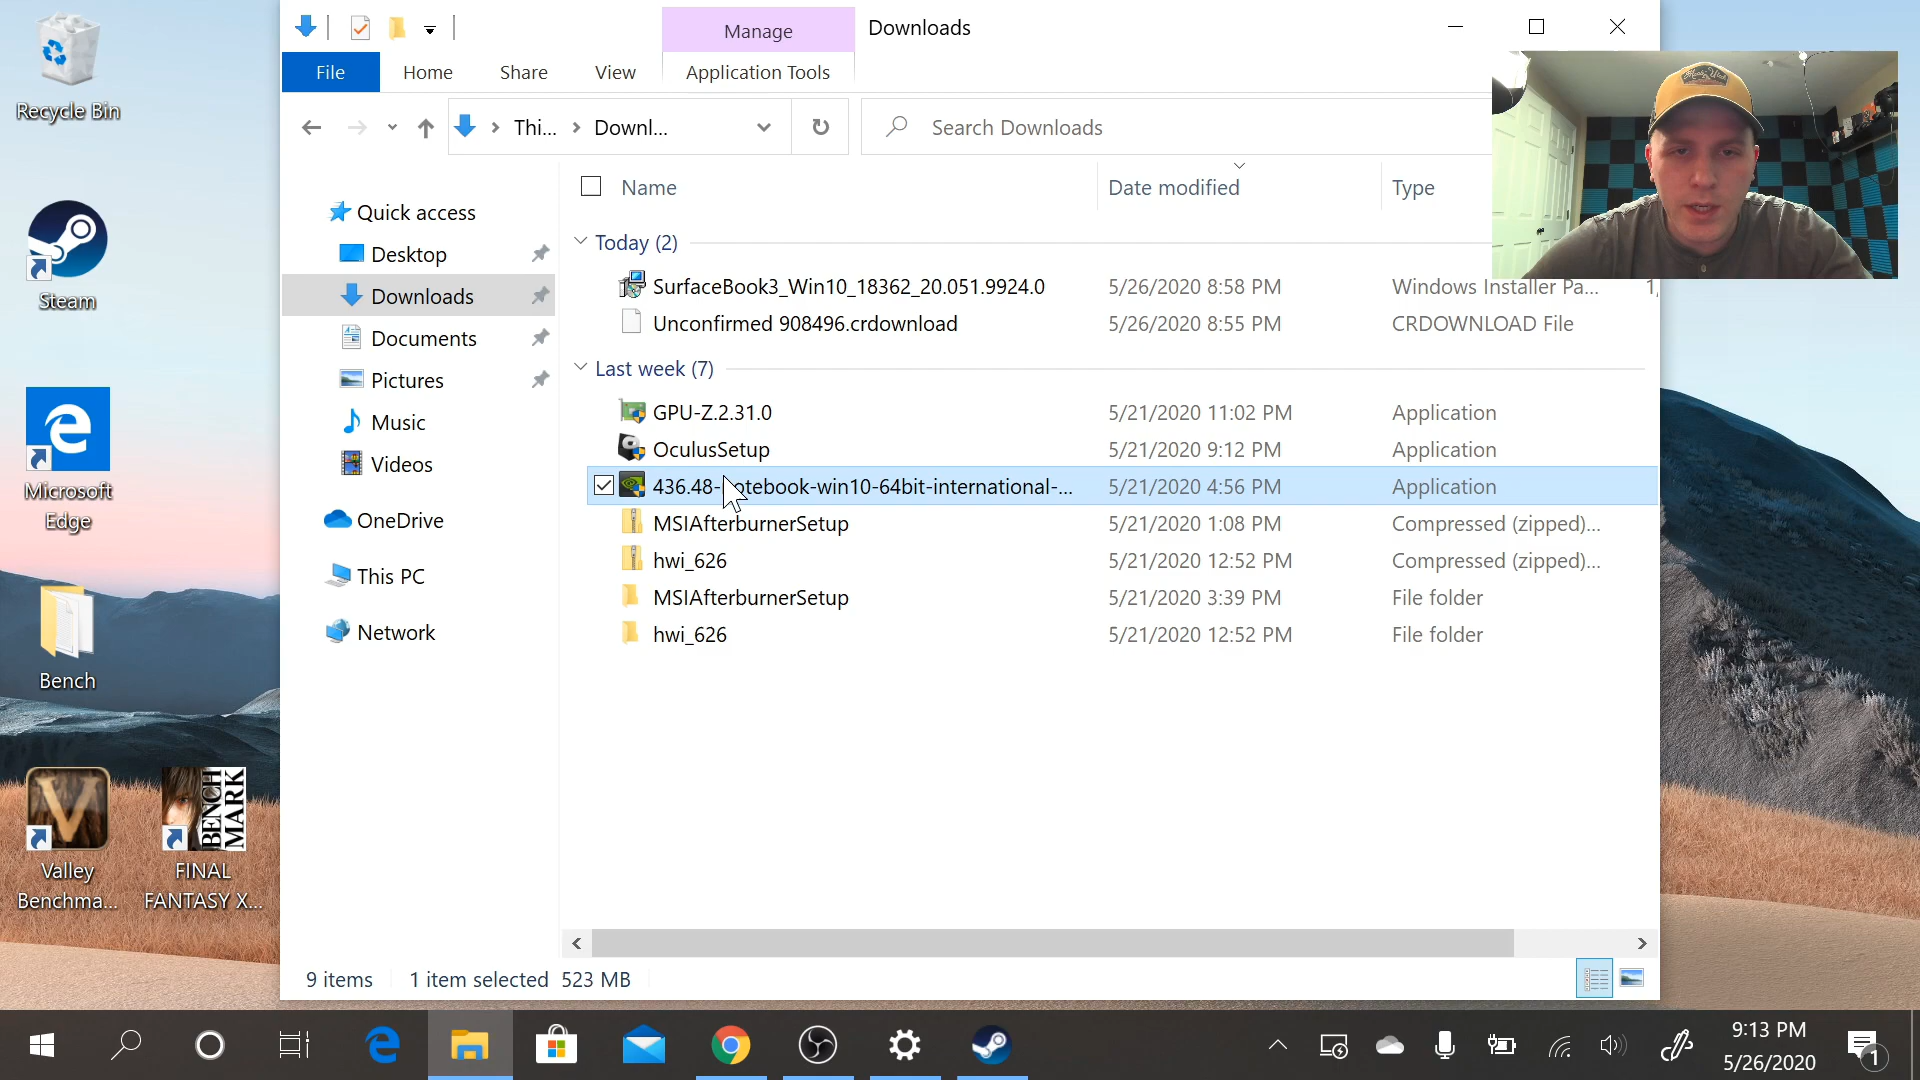 Manage
Downloads
File
Home
Share
View
Application Tools
Thi...
Downl...
Search Downloads
Name
Date modified
Type
Quick access
Desktop
Downloads
Documents
Pictures
Music
Videos
OneDrive
This PC
Network
Today (2)
SurfaceBook3_Win10_18362_20.051.9924.0 5/26/2020 8:58 PM Windows Installer Pa... 1,
Unconfirmed 908496.crdownload 5/26/2020 8:55 PM CRDOWNLOAD File
Last week (7)
GPU-Z.2.31.0 5/21/2020 11:02 PM Application
OculusSetup 5/21/2020 9:12 PM Application
436.48- otebook-win10-64bit-international-... 5/21/2020 4:56 PM Application
MSIAfterburnerSetup 5/21/2020 1:08 PM Compressed (zipped)...
hwi_626 5/21/2020 12:52 PM Compressed (zipped)...
MSIAfterburnerSetup 5/21/2020 3:39 PM File folder
hwi_626 5/21/2020 12:52 PM File folder
9 items
1 item selected 523 MB
Recycle Bin
Steam
Microsoft
Edge
Bench
Valley
Benchma...
BENCH
MARK
FINAL
FANTASY X...
9:13 PM
5/26/2020
1